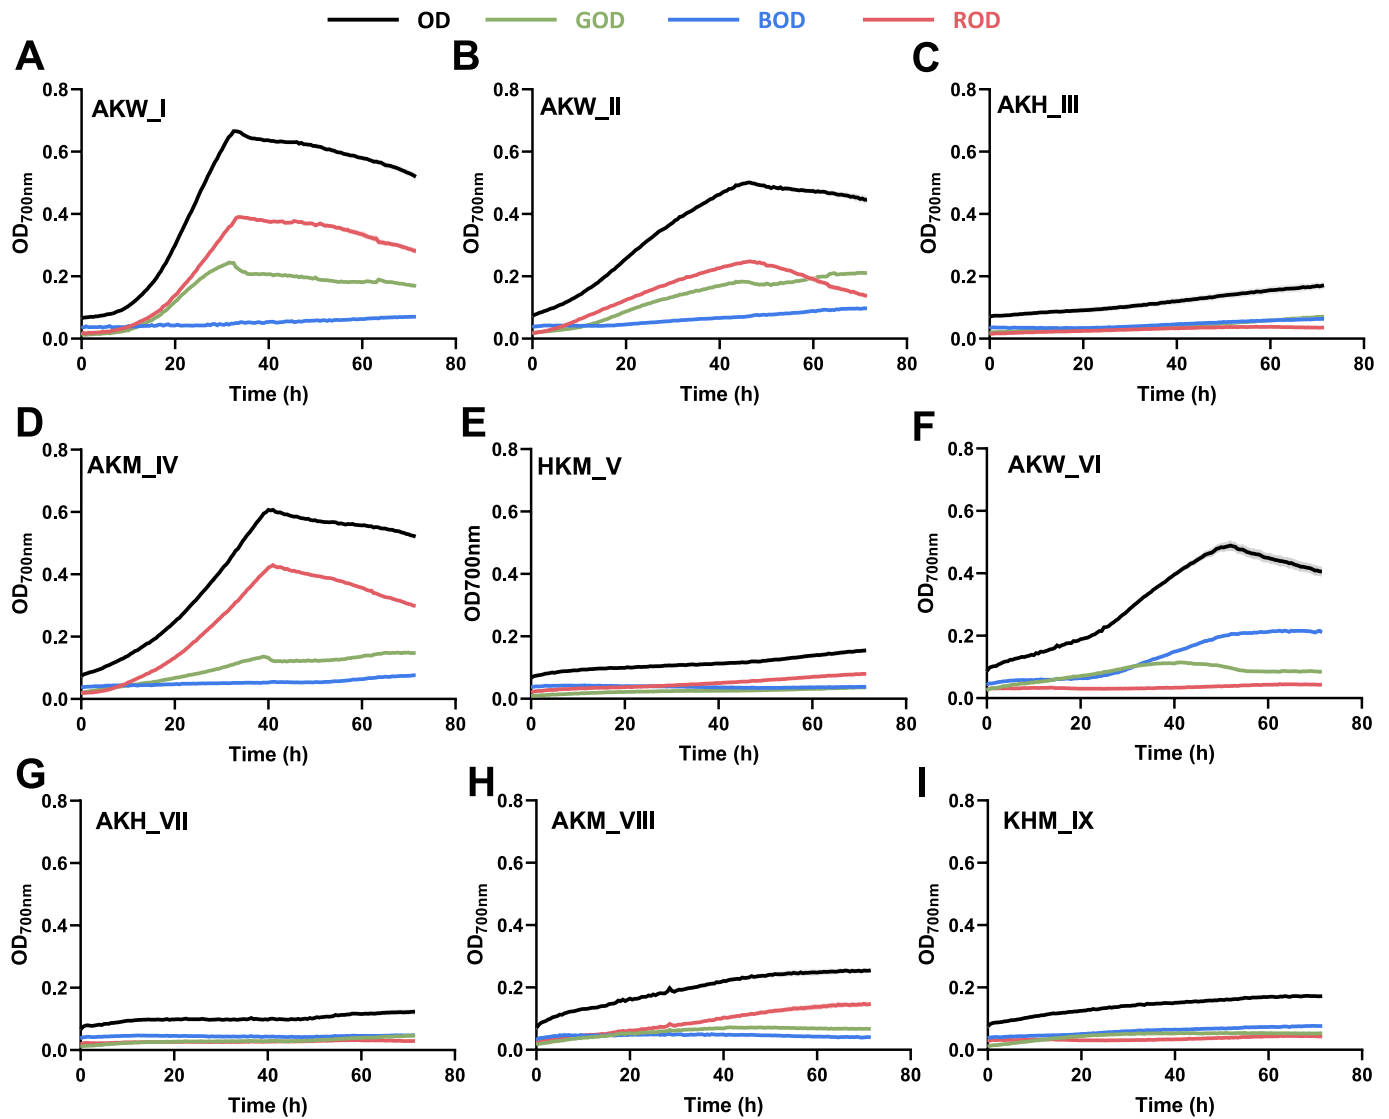 OD GOD BOD ROD
A B C
AKW_I AKW_II AKH_III
0.8 0.8 0.8
0.6 0.6 0.6
0.4 0.4 0.4
0.2 0.2 0.2
0.0 0.0 0.0
OD700nm OD700nm OD700nm
0 20 40 60 80 0 20 40 60 80 0 20 40 60 80
Time (h) Time (h) Time (h)
D E F
AKM_IV HKM_V AKW_VI
0.8 0.8 0.8
0.6 0.6 0.6
0.4 0.4 0.4
0.2 0.2 0.2
0.0 0.0 0.0
OD700nm OD700nm OD700nm
0 20 40 60 80 0 20 40 60 80 0 20 40 60 80
Time (h) Time (h) Time (h)
G H I
AKH_VII AKM_VIII KHM_IX
0.8 0.8 0.8
0.6 0.6 0.6
0.4 0.4 0.4
0.2 0.2 0.2
0.0 0.0 0.0
OD700nm OD700nm OD700nm
0 20 40 60 80 0 20 40 60 80 0 20 40 60 80
Time (h) Time (h) Time (h)